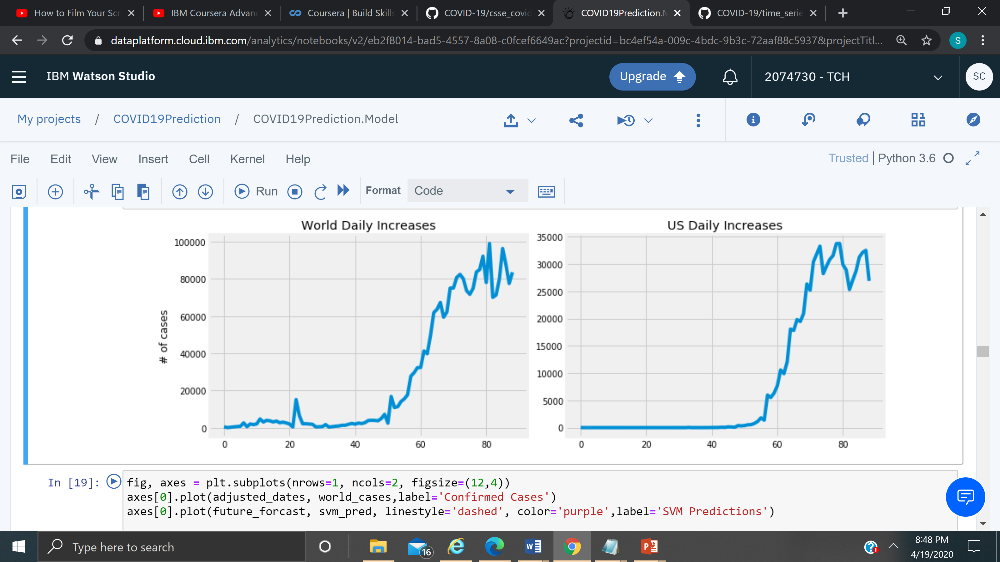 How to Film Your Scr
IBM Coursera Advan
Coursera | Build Skills
COVID-19/csse_covid
COVID19Prediction.M
COVID-19/time_serie
dataplatform.cloud.ibm.com/analytics/notebooks/v2/eb2f8014-bad5-4557-8a08-c0fcef6649ac?projectid=bc4ef54a-009c-4bdc-9b3c-72aaf88c5937&projectTitl...
S
IBM Watson Studio
Upgrade
2074730 - TCH
SC
My projects / COVID19Prediction / COVID19Prediction.Model
File Edit View Insert Cell Kernel Help
Trusted | Python 3.6
Run
Format
Code
World Daily Increases
100000
80000
60000
40000
20000
0
# of cases
0 20 40 60 80
US Daily Increases
35000
30000
25000
20000
15000
10000
5000
0
0 20 40 60 80
In [19]:
fig, axes = plt.subplots(nrows=1, ncols=2, figsize=(12,4))
axes[0].plot(adjusted_dates, world_cases,label='Confirmed Cases')
axes[0].plot(future_forcast, svm_pred, linestyle='dashed', color='purple',label='SVM Predictions')
Type here to search
16
8:48 PM
4/19/2020